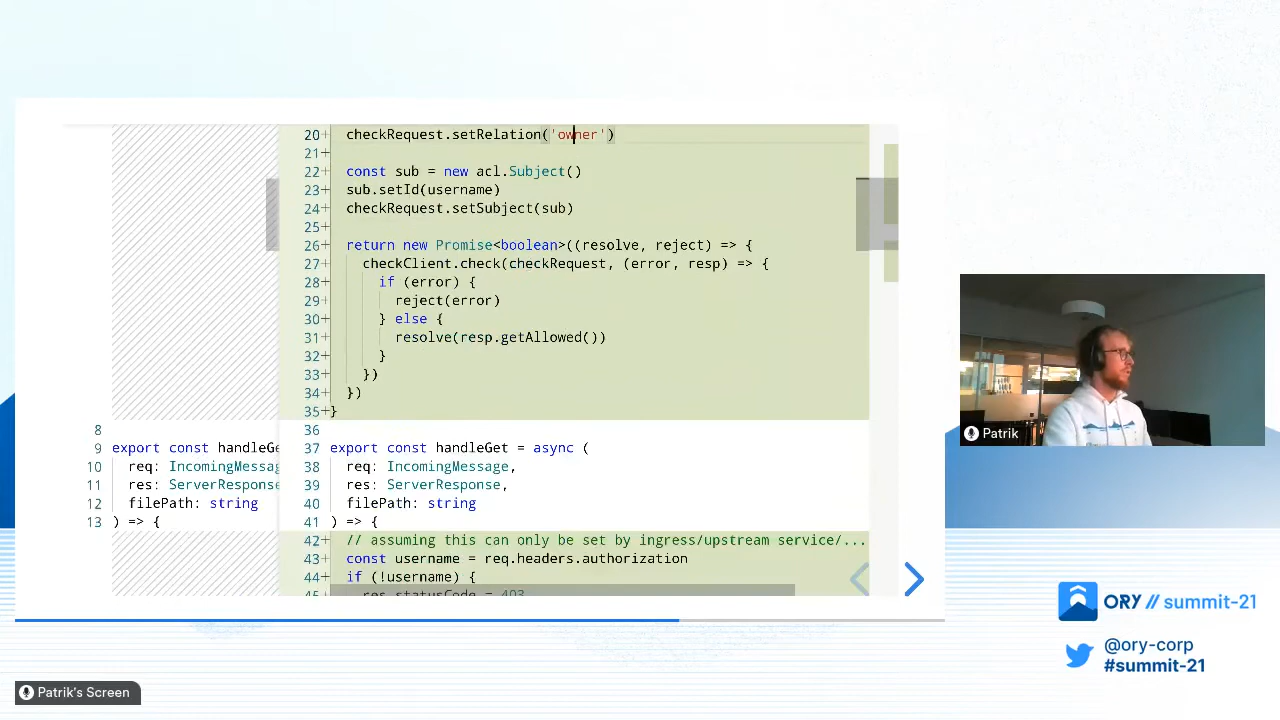 20+ checkRequest.setRelation('owner')
21+
22+ const sub = new acl.Subject()
23+ sub.setId(username)
24+ checkRequest.setSubject(sub)
25+
26+ return new Promise<boolean>((resolve, reject) => {
27+ checkClient.check(checkRequest, (error, resp) => {
28+ if (error) {
29+ reject(error)
30+ } else {
31+ resolve(resp.getAllowed())
32+ }
33+ })
34+ })
35+ }
8
9 export const handleGe
10 req: IncomingMessag
11 res: ServerResponse
12 filePath: string
13 ) => {
36
37 export const handleGet = async (
38 req: IncomingMessage,
39 res: ServerResponse,
40 filePath: string
41 ) => {
42+ // assuming this can only be set by ingress/upstream service/...
43+ const username = req.headers.authorization
44+ if (!username) {
45+ res.statusCode = 403
Patrik
ORY // summit-21
@ory-corp
#summit-21
Patrik's Screen